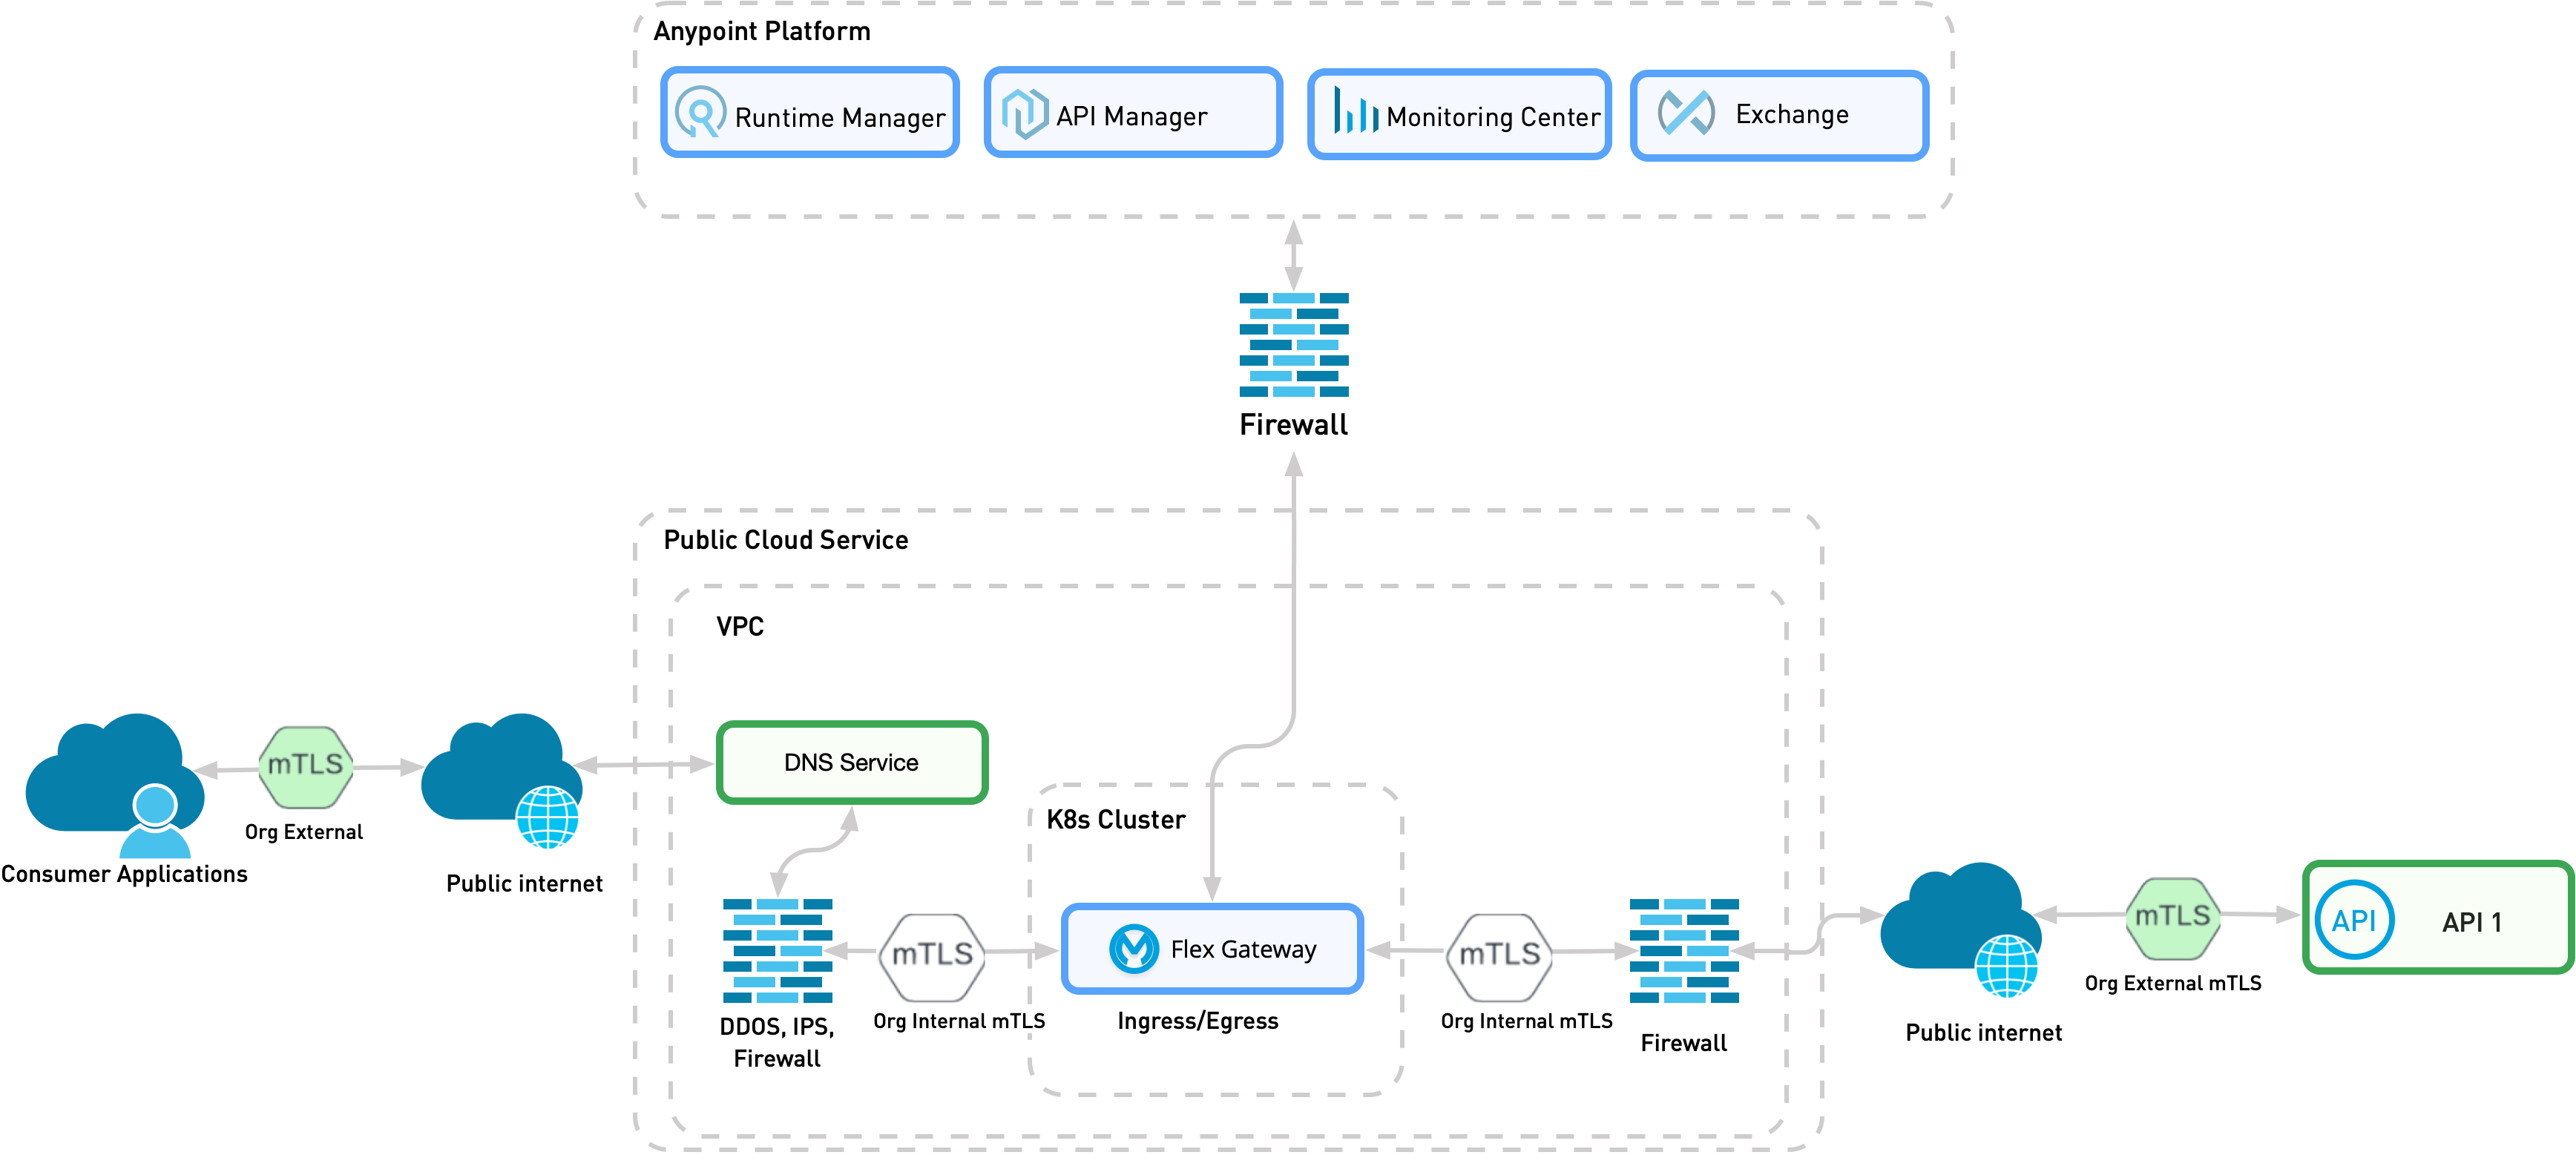 Anypoint Platform
Runtime Manager
API Manager
Monitoring Center
Exchange
Firewall
Public Cloud Service
VPC
mTLS
Org External
Consumer Applications
Public internet
DNS Service
K8s Cluster
DDOS, IPS,
Firewall
mTLS
Org Internal mTLS
Flex Gateway
Ingress/Egress
mTLS
Org Internal mTLS
Firewall
Public internet
mTLS
Org External mTLS
API
API 1